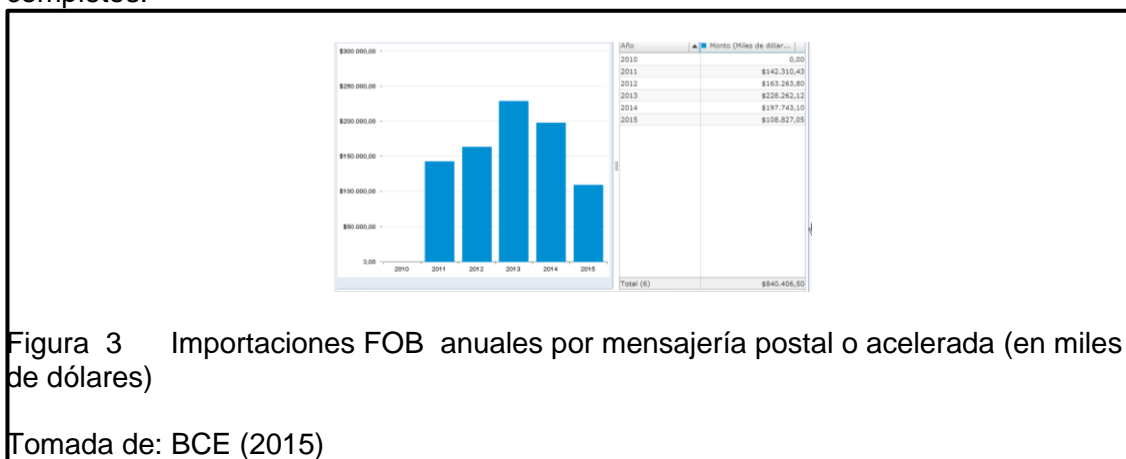 $300.000,00
$250.000,00
$200.000,00
$150.000,00
$100.000,00
$50.000,00
0,00
2010 2011 2012 2013 2014 2015
Año Monto (Miles de dólar...
2010 0,00
2011 $142.310,43
2012 $163.263,80
2013 $228.262,12
2014 $197.743,10
2015 $108.827,05
Total (6) $840.406,50
Figura 3 Importaciones FOB anuales por mensajería postal o acelerada (en miles
de dólares)
Tomada de: BCE (2015)